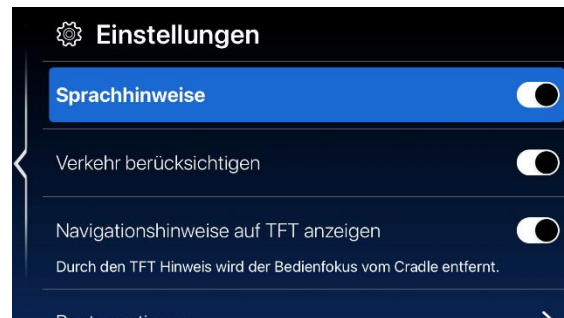 Einstellungen
Sprachhinweise
Verkehr berücksichtigen
Navigationshinweise auf TFT anzeigen
Durch den TFT Hinweis wird der Bedienfokus vom Cradle entfernt.